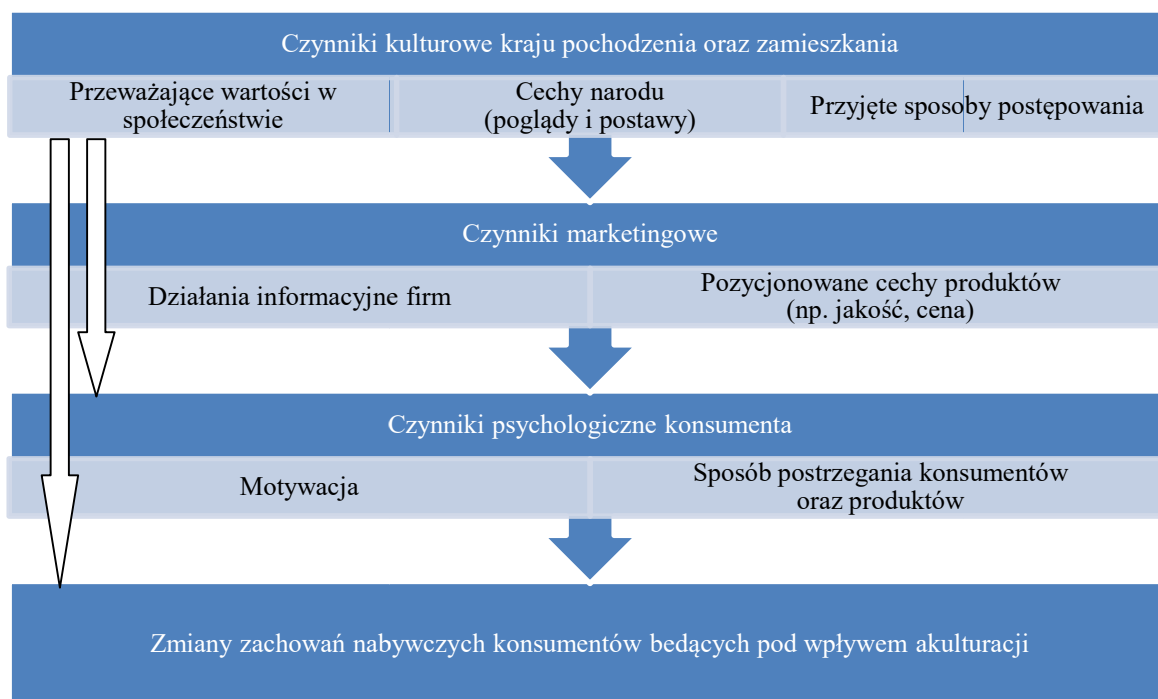 Czynniki kulturowe kraju pochodzenia oraz zamieszkania
Przeważające wartości w
społeczeństwie
Cechy narodu
(poglądy i postawy)
Przyjęte sposoby postępowania
Czynniki marketingowe
Działania informacyjne firm
Pozycjonowane cechy produktów
(np. jakość, cena)
Czynniki psychologiczne konsumenta
Motywacja
Sposób postrzegania konsumentów
oraz produktów
Zmiany zachowań nabywczych konsumentów bedących pod wpływem akulturacji